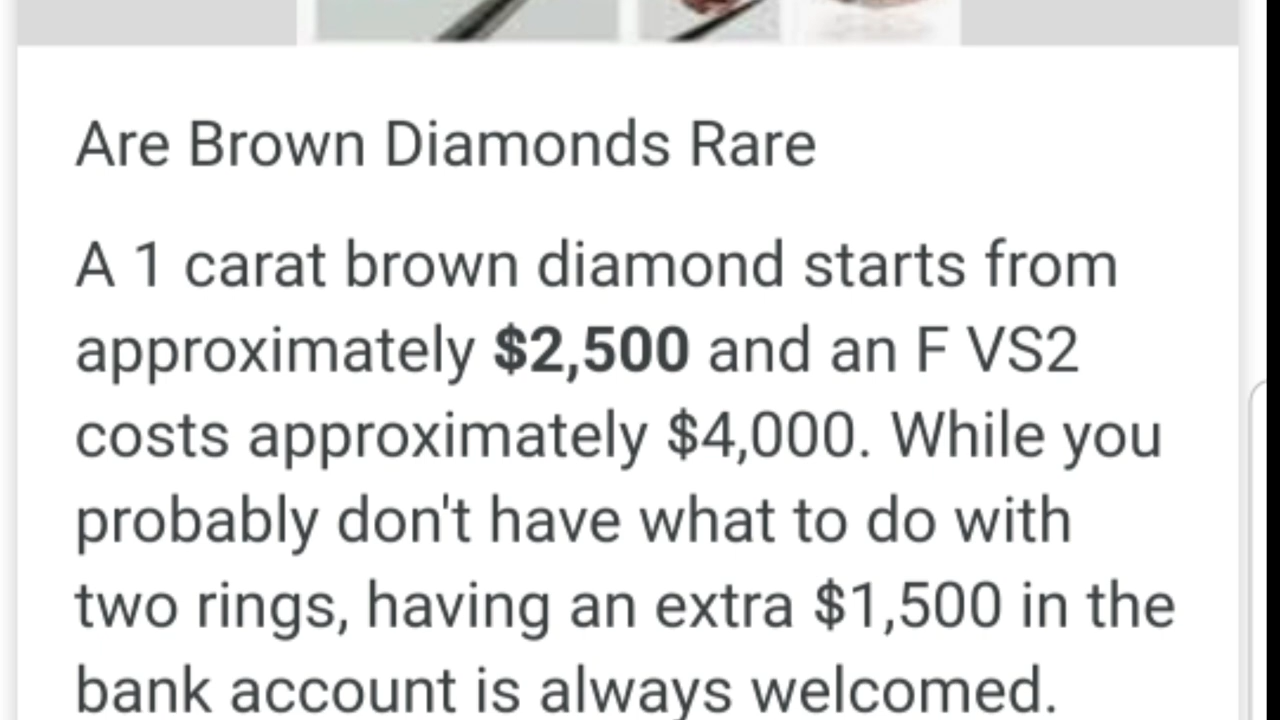 Are Brown Diamonds Rare
A 1 carat brown diamond starts from
approximately $2,500 and an F VS2
costs approximately $4,000. While you
probably don't have what to do with
two rings, having an extra $1,500 in the
bank account is always welcomed.